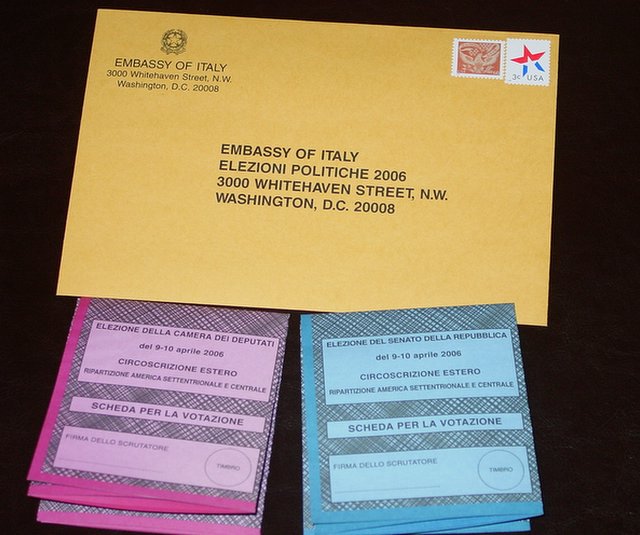 EMBASSY OF ITALY
3000 Whitehaven Street, N.W.
Washington, D.C. 20008
3c USA
EMBASSY OF ITALY
ELEZIONI POLITICHE 2006
3000 WHITEHAVEN STREET, N.W.
WASHINGTON, D.C. 20008
ELEZIONE DELLA CAMERA DEI DEPUTATI
del 9-10 aprile 2006
CIRCOSCRIZIONE ESTERO
RIPARTIZIONE AMERICA SETTENTRIONALE E CENTRALE
SCHEDA PER LA VOTAZIONE
FIRMA DELLO SCRUTATORE
TIMBRO
ELEZIONE DEL SENATO DELLA REPUBBLICA
del 9-10 aprile 2006
CIRCOSCRIZIONE ESTERO
RIPARTIZIONE AMERICA SETTENTRIONALE E CENTRALE
SCHEDA PER LA VOTAZIONE
FIRMA DELLO SCRUTATORE
TIMBRO